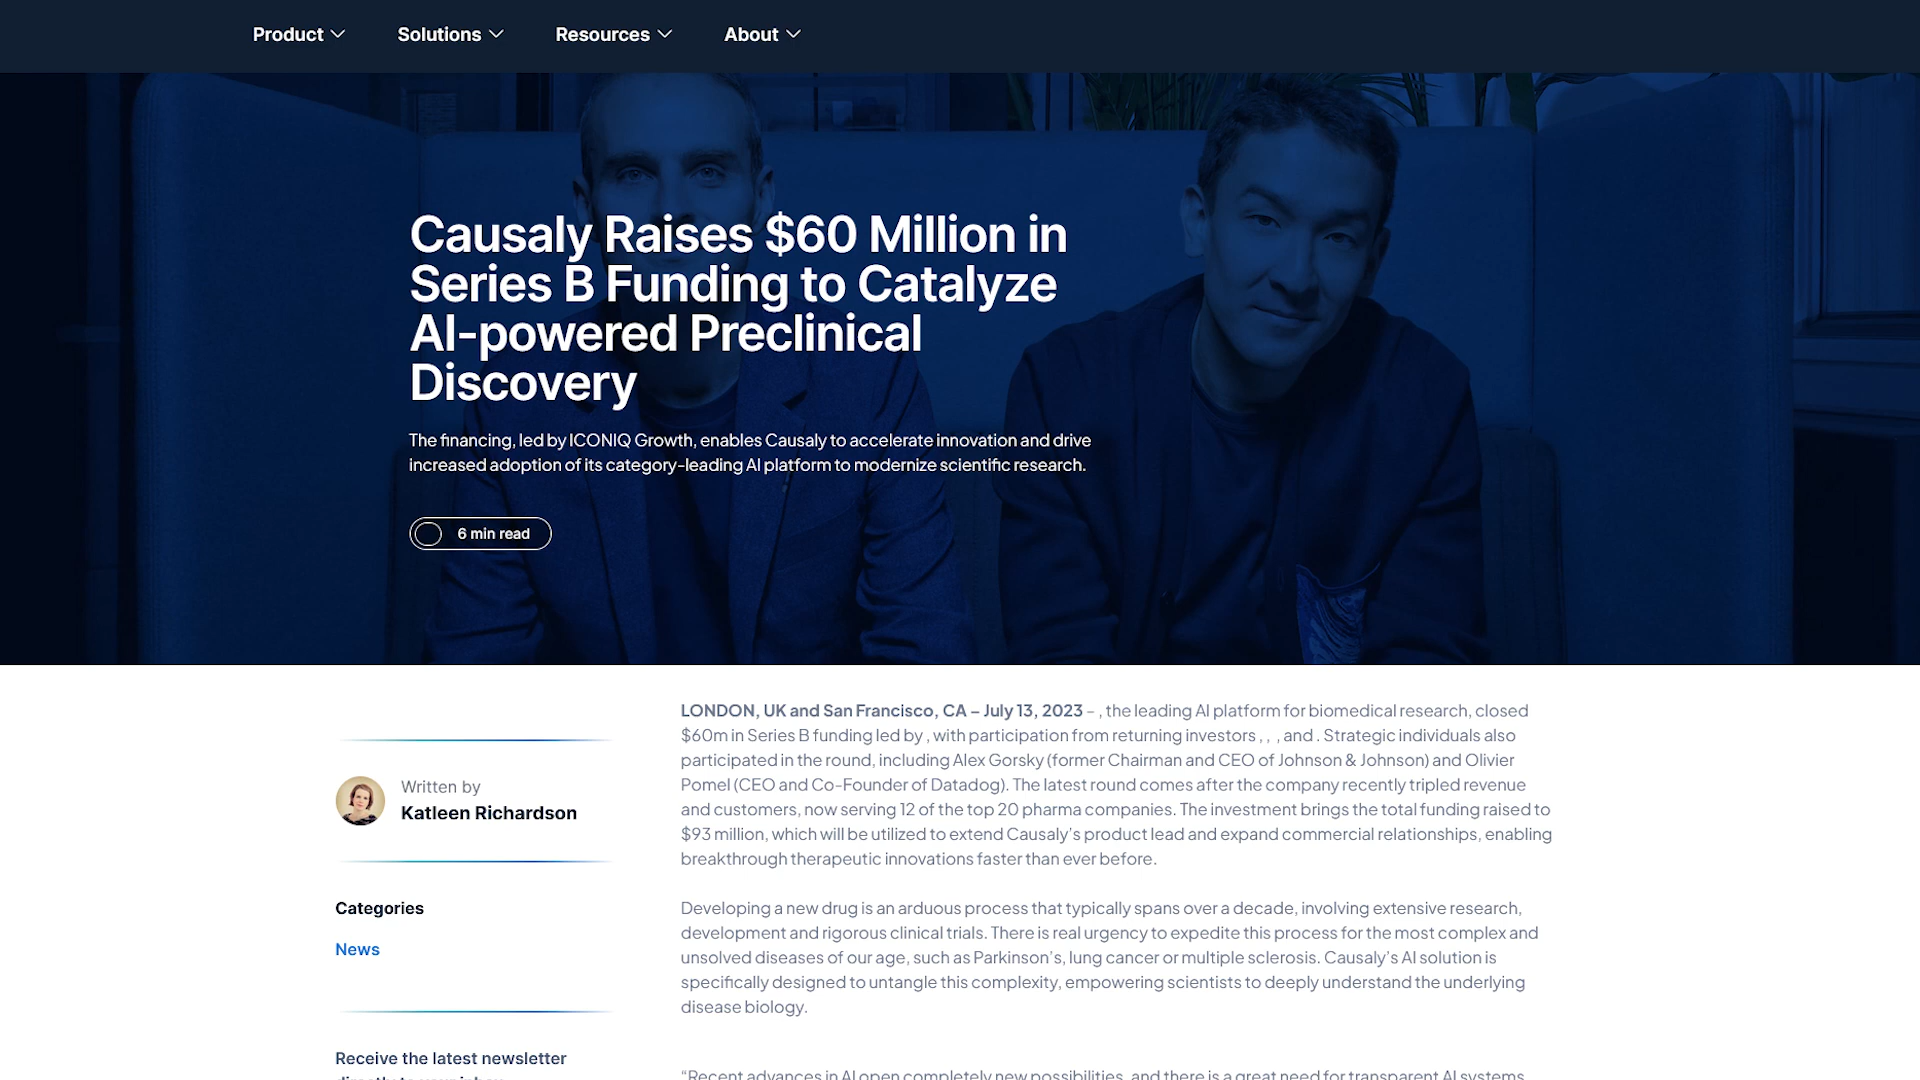 Product
Solutions
Resources
About
Causaly Raises $60 Million in
Series B Funding to Catalyze
AI-powered Preclinical
Discovery
The financing, led by ICONIQ Growth, enables Causaly to accelerate innovation and drive
increased adoption of its category-leading AI platform to modernize scientific research.
6 min read
LONDON, UK and San Francisco, CA – July 13, 2023 – , the leading AI platform for biomedical research, closed
$60m in Series B funding led by , with participation from returning investors , , , and . Strategic individuals also
participated in the round, including Alex Gorsky (former Chairman and CEO of Johnson & Johnson) and Olivier
Pomel (CEO and Co-Founder of Datadog). The latest round comes after the company recently tripled revenue
and customers, now serving 12 of the top 20 pharma companies. The investment brings the total funding raised to
$93 million, which will be utilized to extend Causaly’s product lead and expand commercial relationships, enabling
breakthrough therapeutic innovations faster than ever before.
Written by
Katleen Richardson
Categories
News
Developing a new drug is an arduous process that typically spans over a decade, involving extensive research,
development and rigorous clinical trials. There is real urgency to expedite this process for the most complex and
unsolved diseases of our age, such as Parkinson’s, lung cancer or multiple sclerosis. Causaly’s AI solution is
specifically designed to untangle this complexity, empowering scientists to deeply understand the underlying
disease biology.
Receive the latest newsletter
“Recent advances in AI open completely new possibilities, and there is a great need for transparent AI systems